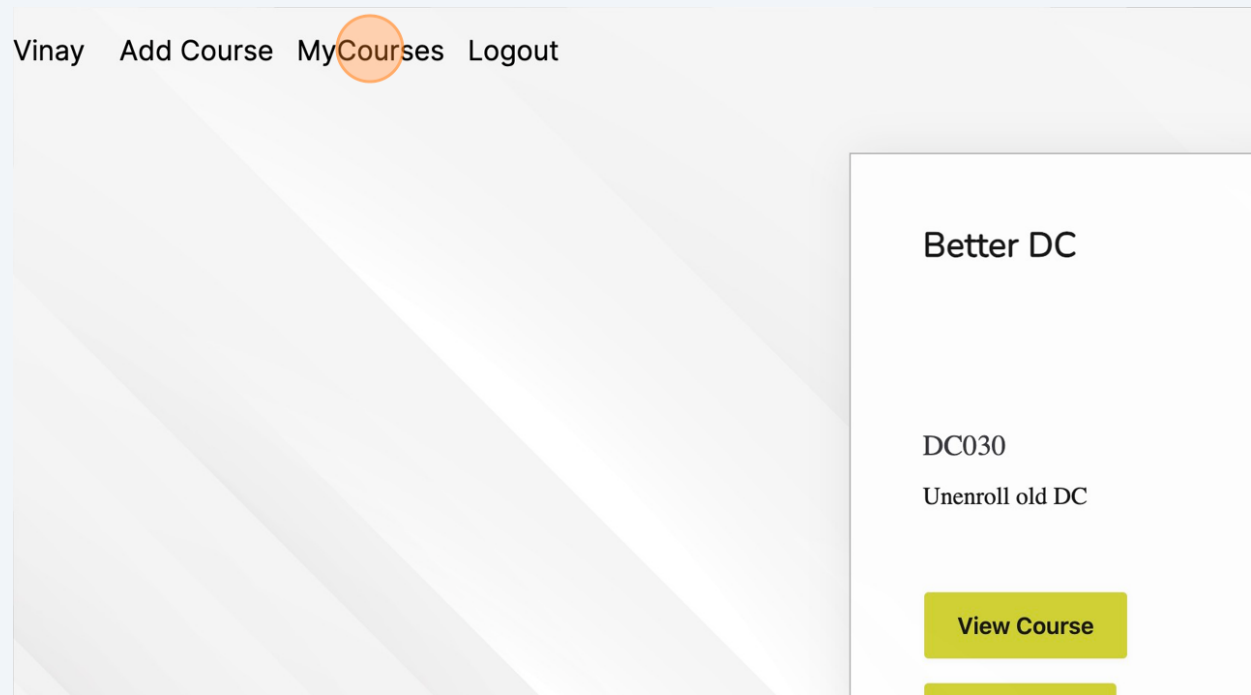 Vinay Add Course MyCourses Logout
Better DC
DC030
Unenroll old DC
View Course